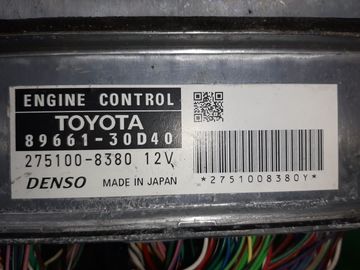 ENGINE CONTROL
TOYOTA
89661-30D40
275100-8380 12V
DENSO MADE IN JAPAN
*2751008380Y*